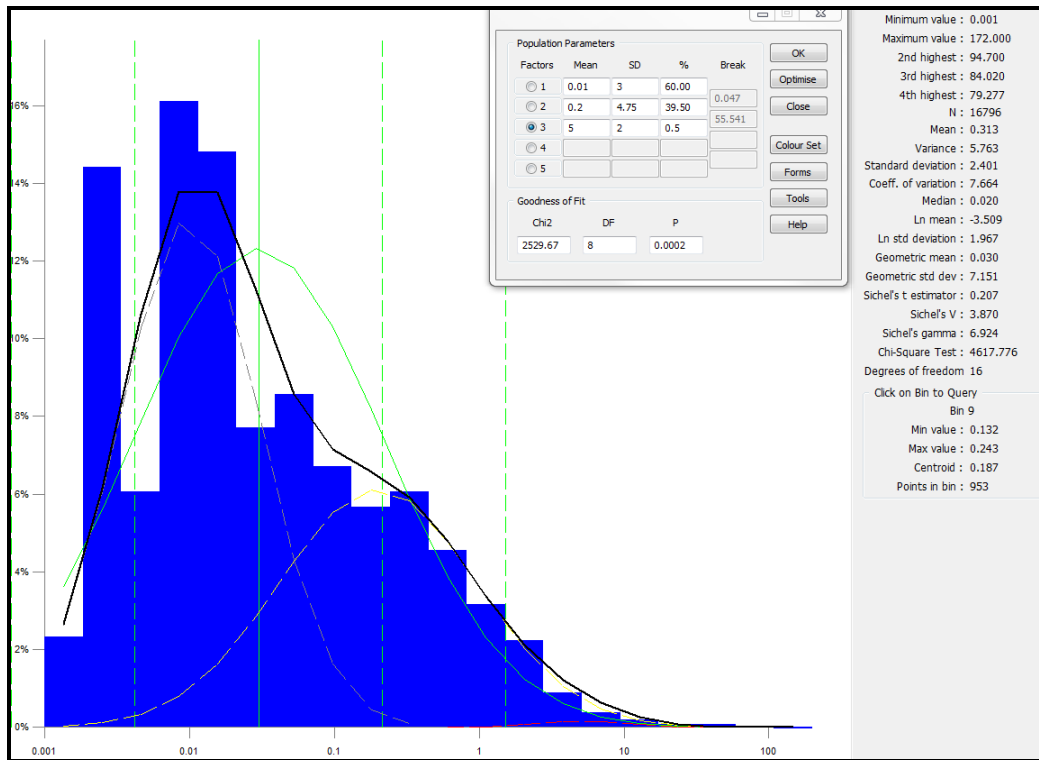 Population Parameters
Factors Mean SD % Break
1 0.01 3 60.00
0.047
2 0.2 4.75 39.50
55.541
3 5 2 0.5
4
5
Goodness of Fit
Chi2 DF P
2529.67 8 0.0002
OK
Optimise
Close
Colour Set
Forms
Tools
Help
Minimum value : 0.001
Maximum value : 172.000
2nd highest : 94.700
3rd highest : 84.020
4th highest : 79.277
N : 16796
Mean : 0.313
Variance : 5.763
Standard deviation : 2.401
Coeff. of variation : 7.664
Median : 0.020
Ln mean : -3.509
Ln std deviation : 1.967
Geometric mean : 0.030
Geometric std dev : 7.151
Sichel's t estimator : 0.207
Sichel's V : 3.870
Sichel's gamma : 6.924
Chi-Square Test : 4617.776
Degrees of freedom 16
Click on Bin to Query
Bin 9
Min value : 0.132
Max value : 0.243
Centroid : 0.187
Points in bin : 953
16%
14%
12%
10%
8%
6%
4%
2%
0%
0.001 0.01 0.1 1 10 100